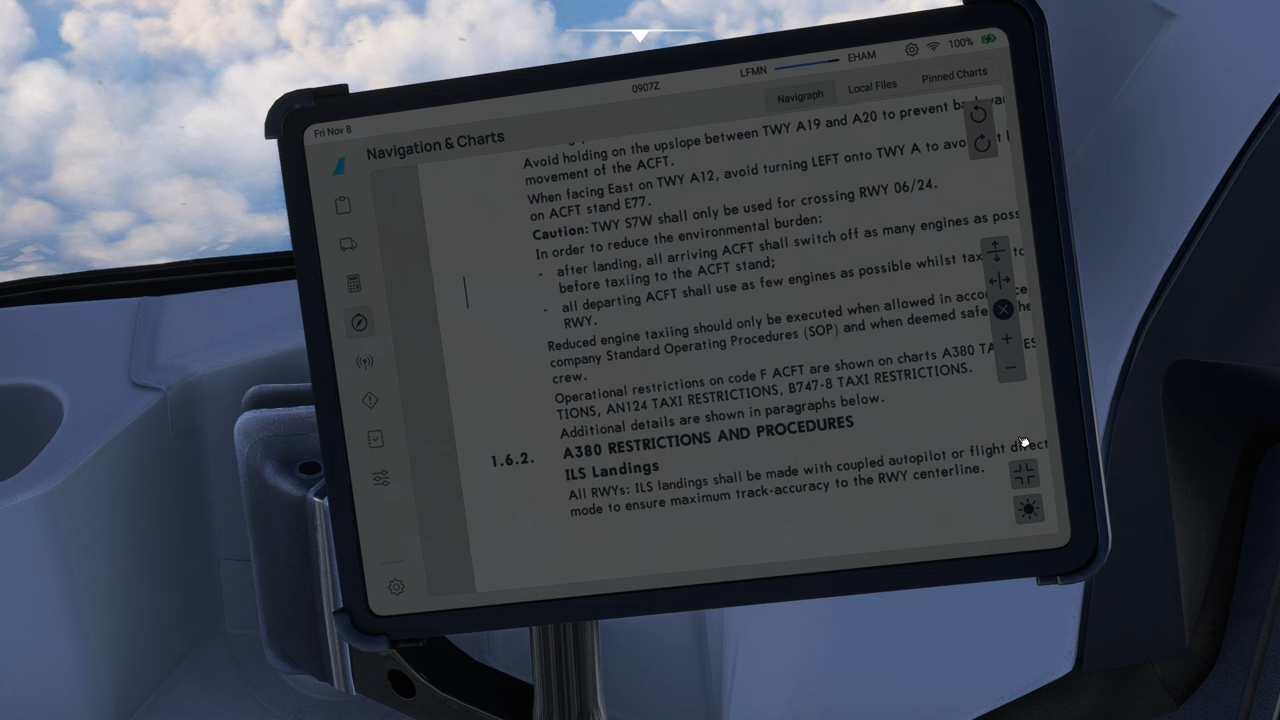 Fri Nov 8
0907Z
LFMN
EHAM
100%
Navigation & Charts
Navigraph
Local Files
Pinned Charts
Avoid holding on the upslope between TWY A19 and A20 to prevent
movement of the ACFT.
When facing East on TWY A12, avoid turning LEFT onto TWY A to
on ACFT stand E77.
Caution: TWY S7W shall only be used for crossing RWY 06/24.
In order to reduce the environmental burden:
- after landing, all arriving ACFT shall switch off as many engines as poss
before taxiing to the ACFT stand;
- all departing ACFT shall use as few engines as possible whilst
RWY.
Reduced engine taxiing should only be executed when allowed in
company Standard Operating Procedures (SOP) and when deemed safe
crew.
Operational restrictions on code F ACFT are shown on charts A380
TIONS, AN124 TAXI RESTRICTIONS, B747-8 TAXI RESTRICTIONS.
Additional details are shown in paragraphs below.
1.6.2. A380 RESTRICTIONS AND PROCEDURES
ILS Landings
All RWYs: ILS landings shall be made with coupled autopilot or flight direct
mode to ensure maximum track-accuracy to the RWY centerline.